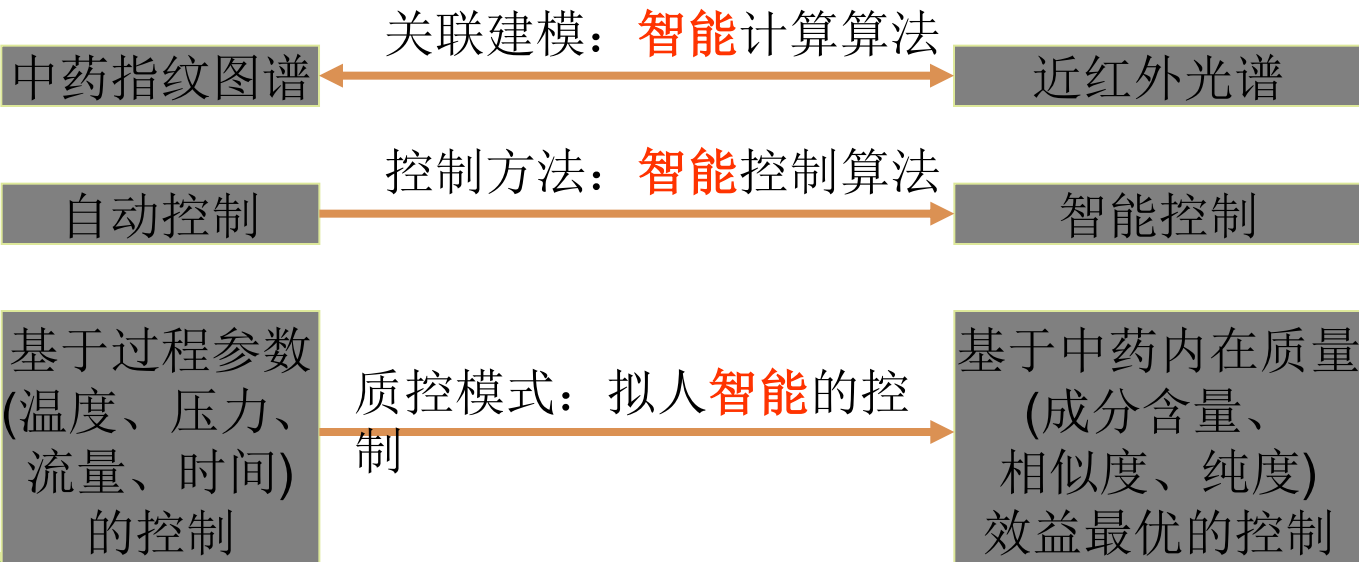 关联建模：智能计算算法
中药指纹图谱
近红外光谱
控制方法：智能控制算法
自动控制
智能控制
基于过程参数
(温度、压力、
流量、时间)
的控制
质控模式：拟人智能的控
制
基于中药内在质量
(成分含量、
相似度、纯度)
效益最优的控制